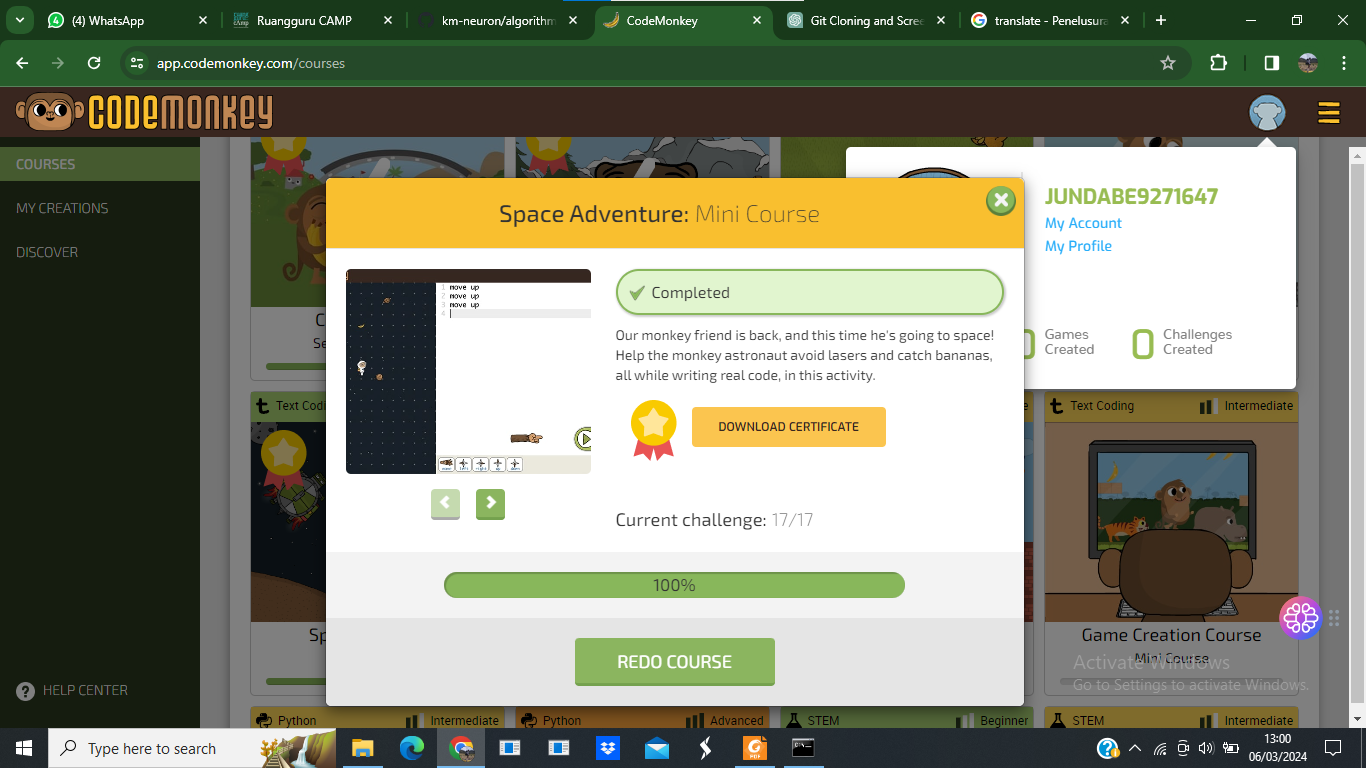 (4) WhatsApp
Ruangguru CAMP
km-neuron/algorithm
CodeMonkey
Git Cloning and Scre
translate - Penelusura
app.codemonkey.com/courses
CODEMONKEY
COURSES
MY CREATIONS
DISCOVER
HELP CENTER
JUNDABE9271647
My Account
My Profile
Games
Created
0 Challenges
Created
Space Adventure: Mini Course
1 move up
2 move up
3 move up
4
Completed
Our monkey friend is back, and this time he's going to space!
Help the monkey astronaut avoid lasers and catch bananas,
all while writing real code, in this activity.
DOWNLOAD CERTIFICATE
Current challenge: 17/17
100%
REDO COURSE
C
Se
t Text Codi
Sp
t Text Coding Intermediate
Game Creation Course
Mini Course
Python Intermediate
Python Advanced
STEM Beginner
STEM Intermediate
Activate Windows
Go to Settings to activate Windows.
Type here to search
13:00
06/03/2024